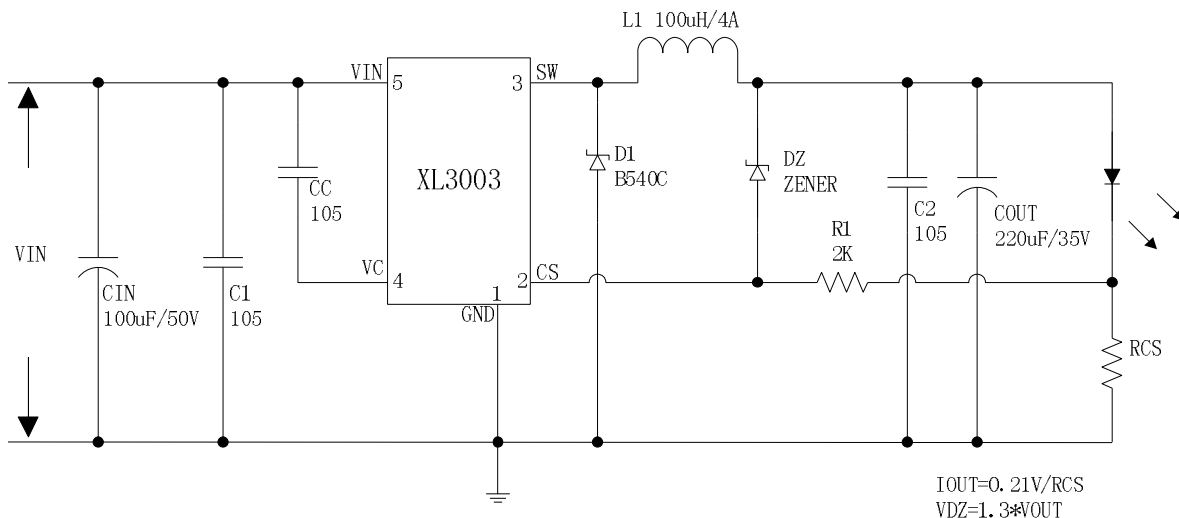 L1 100uH/4A
VIN
5
3
SW
CC
105
XL3003
D1
B540C
DZ
ZENER
C2
105
COUT
220uF/35V
R1
2K
VIN
CIN
100uF/50V
C1
105
VC
4
2
CS
1
GND
RCS
IOUT=0.21V/RCS
VDZ=1.3*VOUT